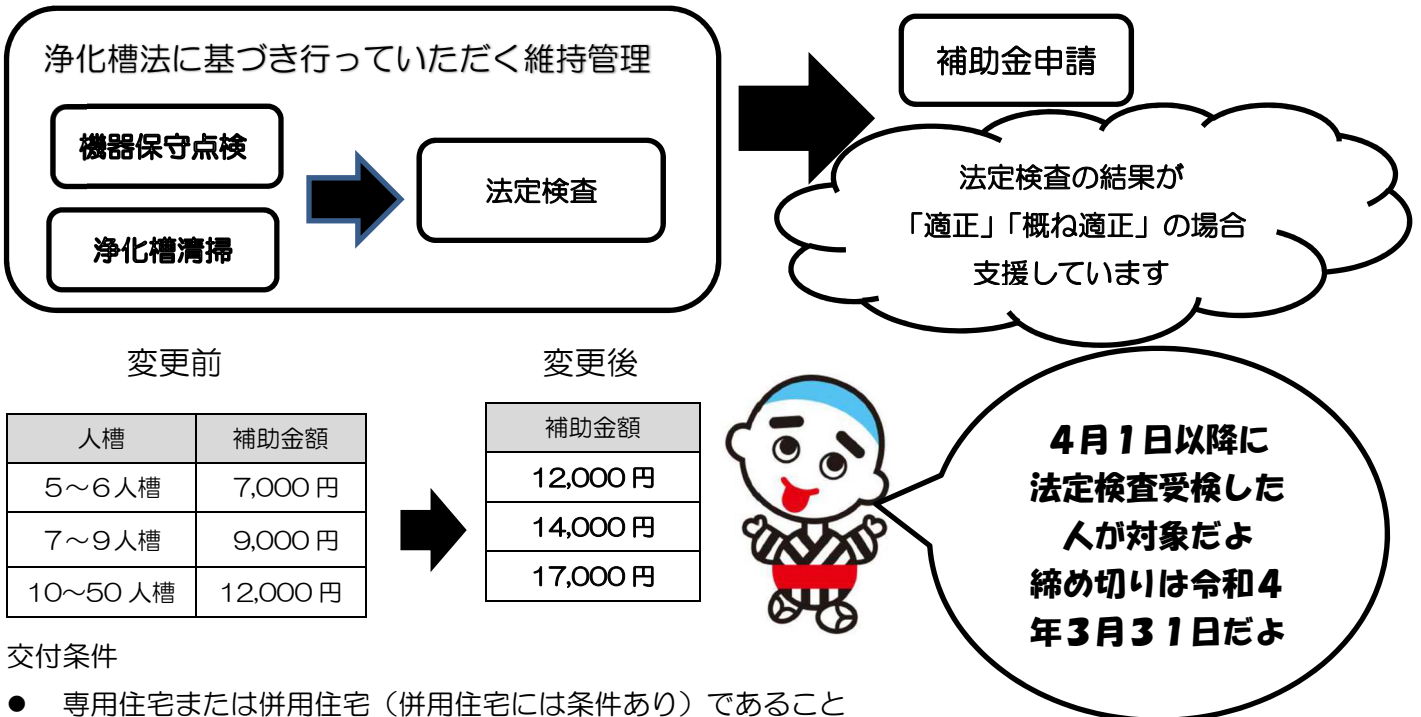 浄化槽法に基づき行っていただく維持管理
機器保守点検
浄化槽清掃
法定検査
補助金申請
法定検査の結果が
「適正」「概ね適正」の場合
支援しています
変更前
人槽 補助金額
5～6人槽 7,000円
7～9人槽 9,000円
10～50人槽 12,000円
変更後
補助金額
12,000円
14,000円
17,000円
4月1日以降に
法定検査受検した
人が対象だよ
締め切りは令和4
年3月31日だよ
交付条件
● 専用住宅または併用住宅（併用住宅には条件あり）であること